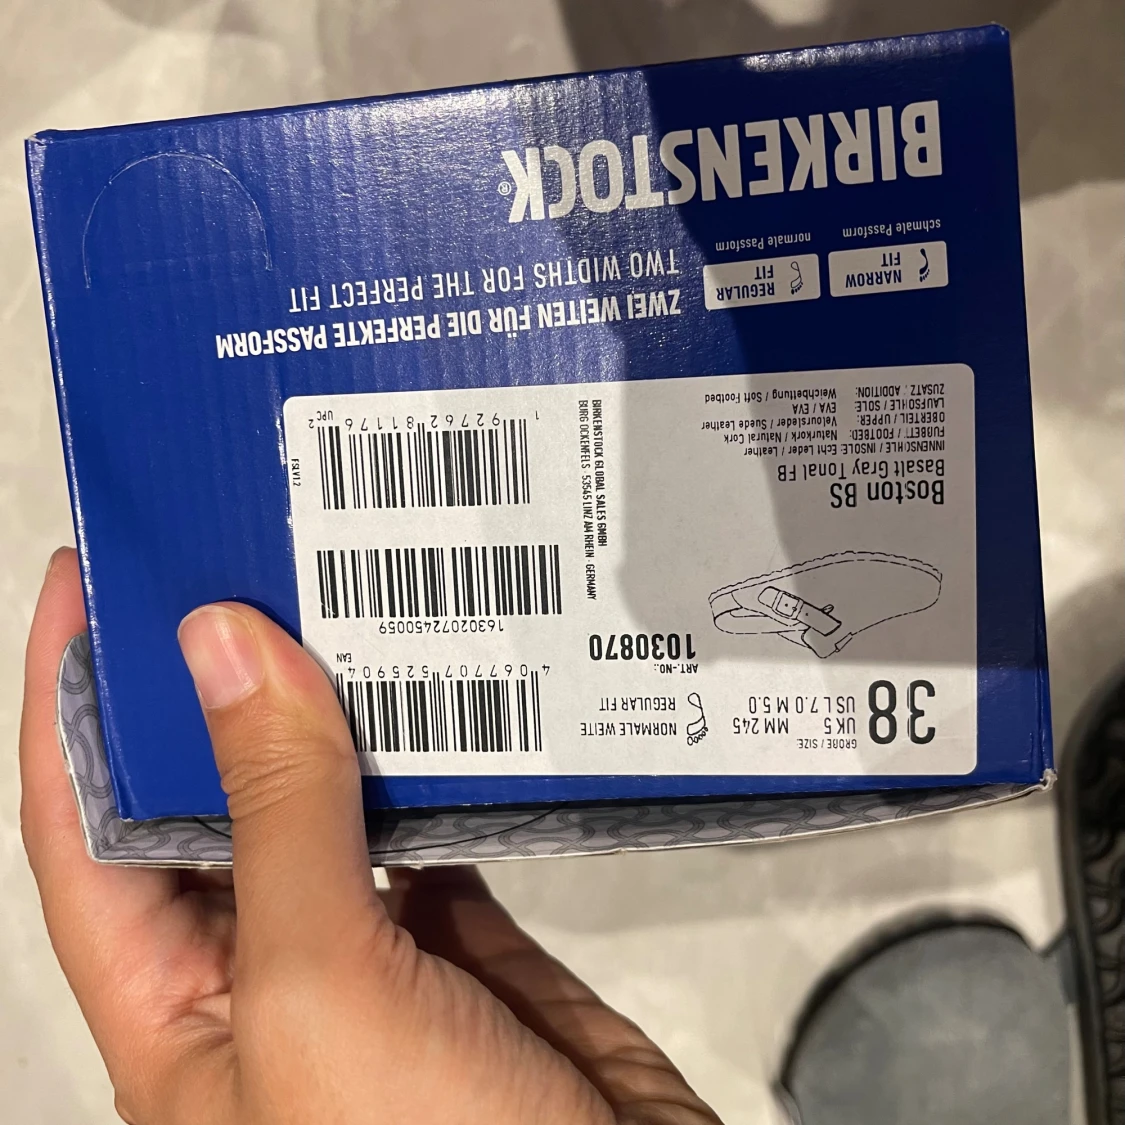 BIRKENSTOCK®
NARROW FIT
schmale Passform
REGULAR FIT
normale Passform
ZWEI WEITEN FÜR DIE PERFEKTE PASSFORM
TWO WIDTHS FOR THE PERFECT FIT
38
GRÖßE / SIZE:
UK 5 MM 245
US L 7.0 M 5.0
NORMALE WEITE
REGULAR FIT
ART.-NO.:
1030870
Boston BS
Basalt Gray Tonal FB
INNENSOHLE / INSOLE: Echt Leder / Leather
FUßBETT / FOOTBED: Naturkork / Natural Cork
OBERTEIL / UPPER: Veloursleder / Suede Leather
LAUFSOHLE / SOLE: EVA / EVA
ZUSATZ / ADDITION: Weichbettung / Soft Footbed
BIRKENSTOCK GLOBAL SALES GMBH
BURG OCKENFELS · 53545 LINZ AM RHEIN · GERMANY
4 067707 525904
EAN
16302072450059
1 92762 81176 2
UPC
FSLV1.2